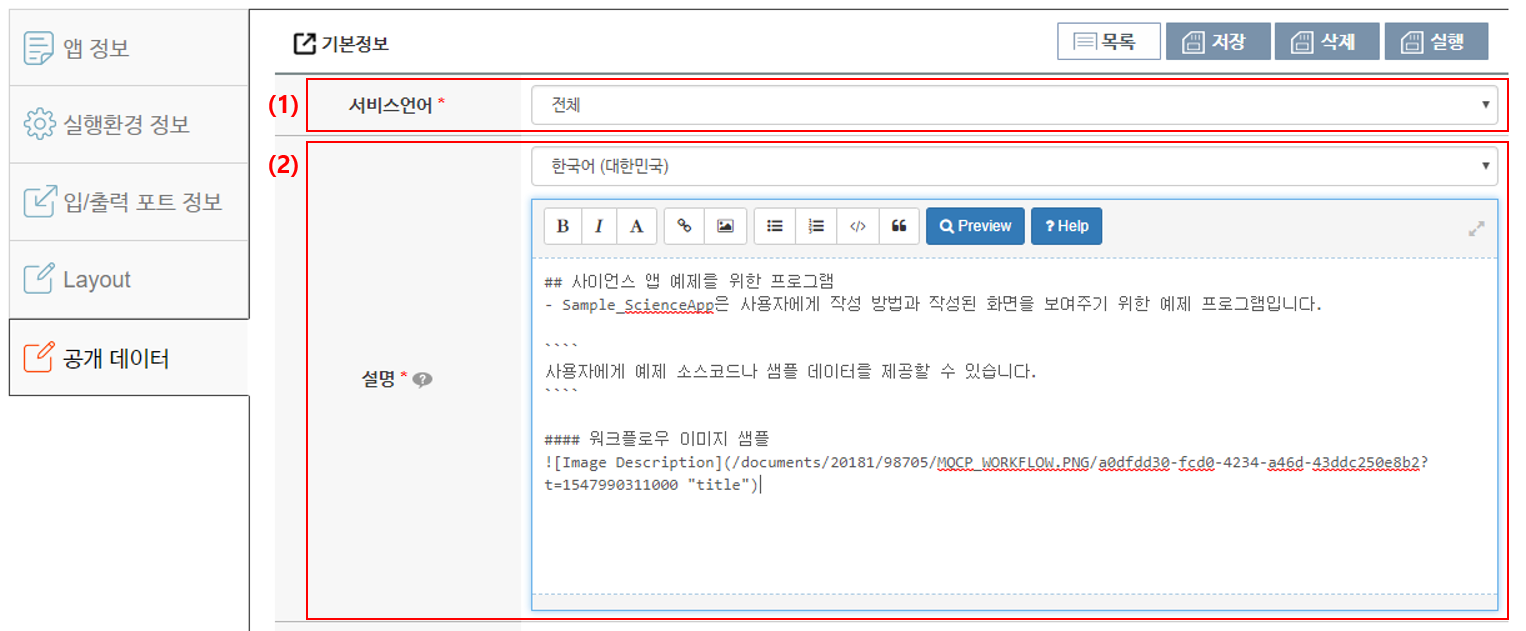 앱 정보
실행환경 정보
입/출력 포트 정보
Layout
공개 데이터
기본정보
목록
저장
삭제
실행
(1)
서비스언어 *
전체
(2)
설명 *
한국어 (대한민국)
B I A
Preview
? Help
## 사이언스 앱 예제를 위한 프로그램
- Sample_ScienceApp은 사용자에게 작성 방법과 작성된 화면을 보여주기 위한 예제 프로그램입니다.
````
사용자에게 예제 소스코드나 샘플 데이터를 제공할 수 있습니다.
````
#### 워크플로우 이미지 샘플
![Image Description](/documents/20181/98705/MQCP_WORKFLOW.PNG/a0dfdd30-fcd0-4234-a46d-43ddc250e8b2?
t=1547990311000 "title")